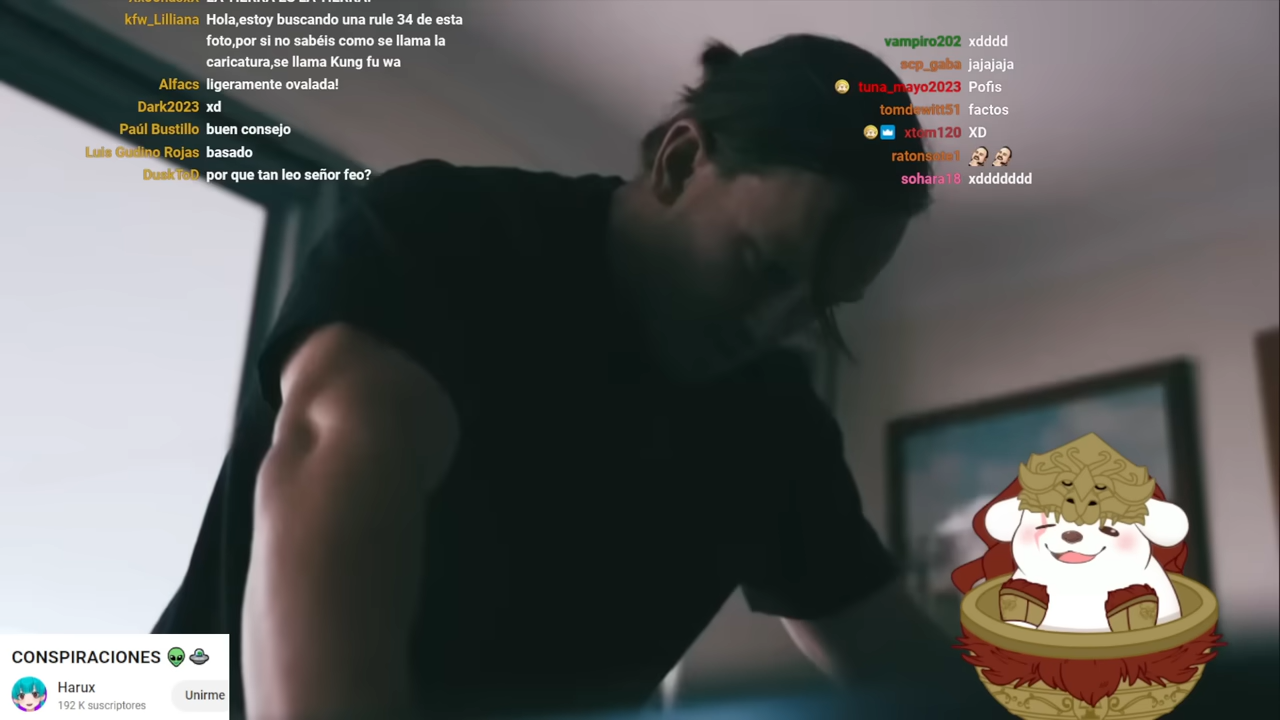 kfw_Lilliana Hola,estoy buscando una rule 34 de esta
foto,por si no sabéis como se llama la
caricatura,se llama Kung fu wa
Alfacs ligeramente ovalada!
Dark2023 xd
Paúl Bustillo buen consejo
Luis Gudino Rojas basado
DuskToD por que tan leo señor feo?
vampiro202 xdddd
scp_gaba jajajaja
tuna_mayo2023 Pofis
tomdewitt51 factos
xtom120 XD
sohara18 xddddddd
CONSPIRACIONES
Harux
192 K suscriptores
Unirme